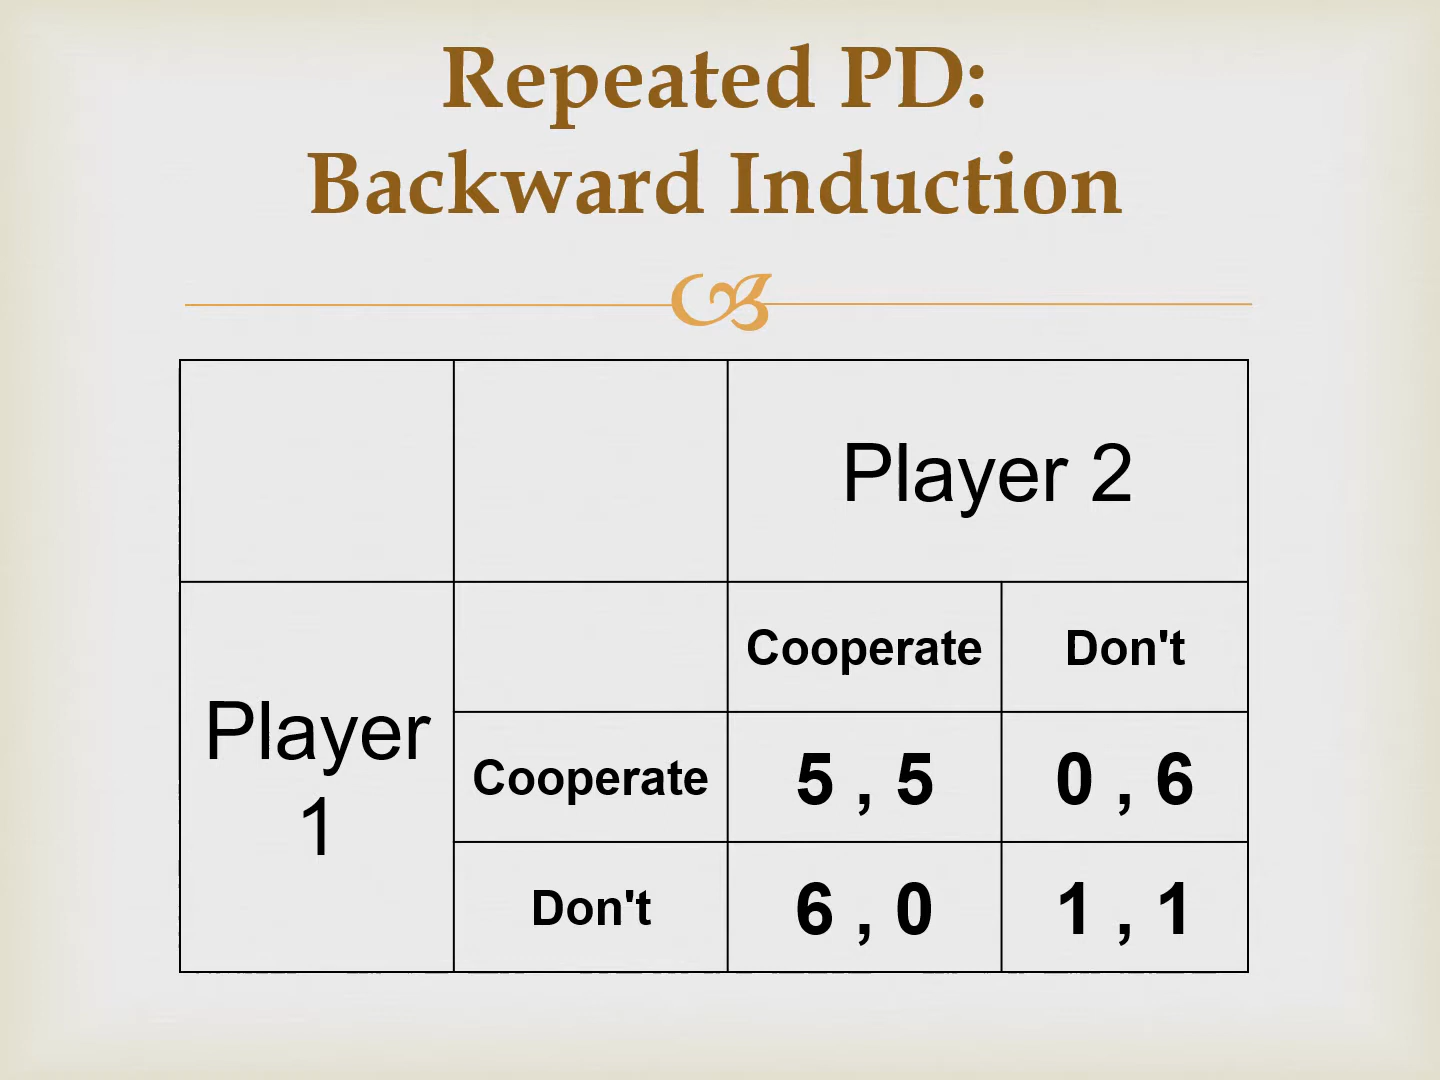 Repeated PD:
Backward Induction
Player 2
Cooperate Don't
Player
1
Cooperate 5 , 5 0 , 6
Don't 6 , 0 1 , 1